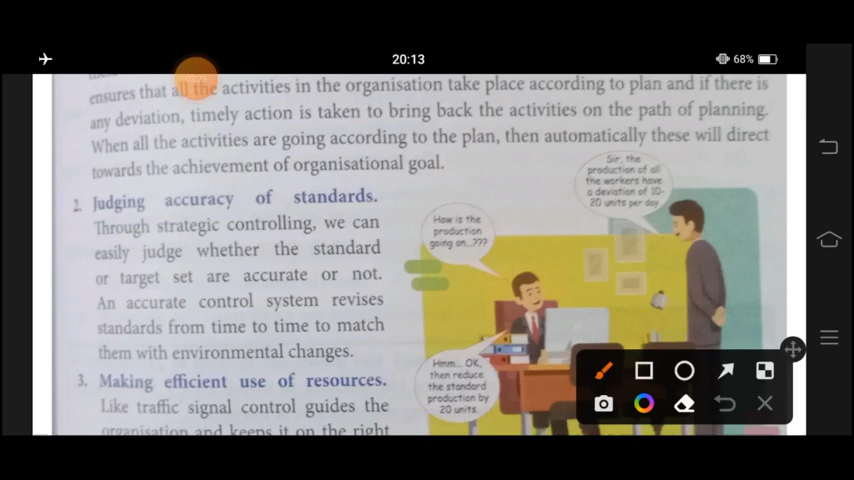 20:13
68%
ensures that all the activities in the organisation take place according to plan and if there is
any deviation, timely action is taken to bring back the activities on the path of planning.
When all the activities are going according to the plan, then automatically these will direct
towards the achievement of organisational goal.
2. Judging accuracy of standards.
Through strategic controlling, we can
easily judge whether the standard
or target set are accurate or not.
An accurate control system revises
standards from time to time to match
them with environmental changes.
3. Making efficient use of resources.
Like traffic signal control guides the
organisation and keeps it on the right
How is the
production
going on...???
Sir, the
production of all
the workers have
a deviation of 10-
20 units per day
Hmm... OK,
then reduce
the standard
production by
20 units.